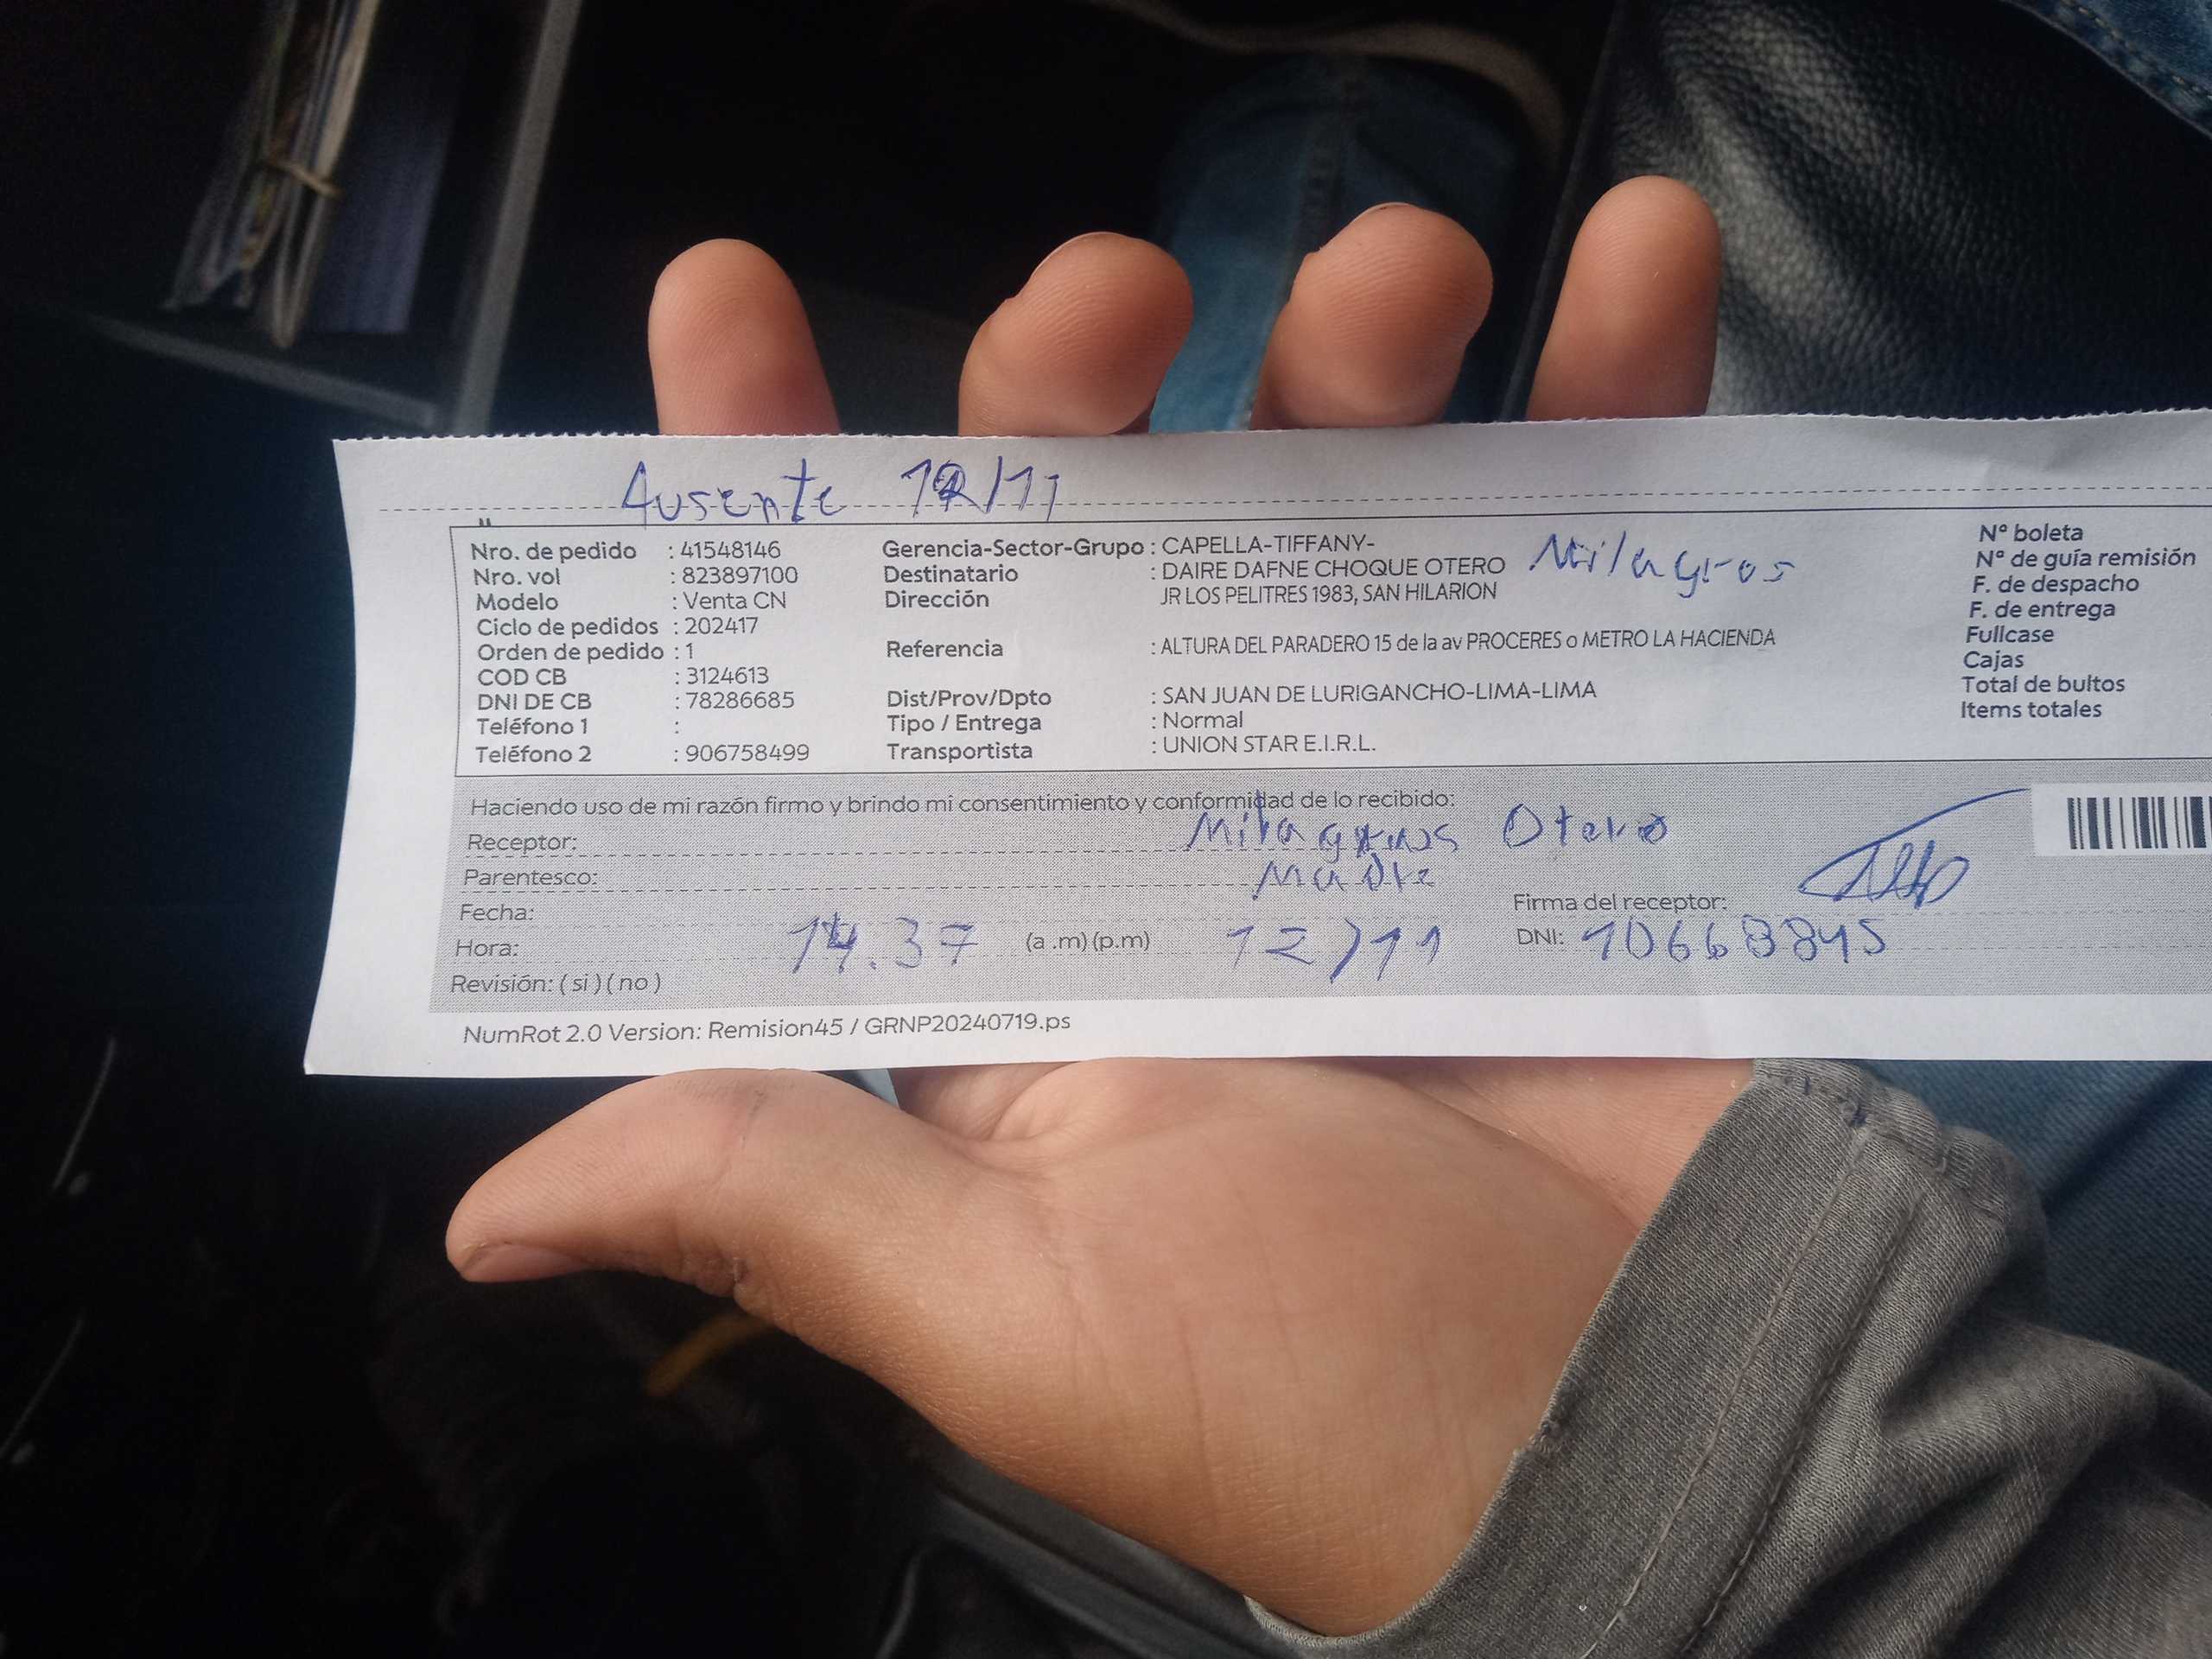 Ausente 12/11
Nro. de pedido : 41548146
Nro. vol : 823897100
Modelo : Venta CN
Ciclo de pedidos : 202417
Orden de pedido : 1
COD CB : 3124613
DNI DE CB : 78286685
Teléfono 1 :
Teléfono 2 : 906758499
Gerencia-Sector-Grupo : CAPELLA-TIFFANY-
Destinatario : DAIRE DAFNE CHOQUE OTERO Milagros
Dirección JR LOS PELITRES 1983, SAN HILARION
Referencia : ALTURA DEL PARADERO 15 de la av PROCERES o METRO LA HACIENDA
Dist/Prov/Dpto : SAN JUAN DE LURIGANCHO-LIMA-LIMA
Tipo / Entrega : Normal
Transportista : UNION STAR E.I.R.L.
Nº boleta
Nº de guía remisión
F. de despacho
F. de entrega
Fullcase
Cajas
Total de bultos
Items totales
Haciendo uso de mi razón firmo y brindo mi consentimiento y conformidad de lo recibido:
Receptor: Milagros Otero
Parentesco: Madre
Fecha:
Firma del receptor:
Hora: 14.37 (a .m) (p.m) 12/11 DNI: 10668845
Revisión: ( si ) ( no )
NumRot 2.0 Version: Remision45 / GRNP20240719.ps